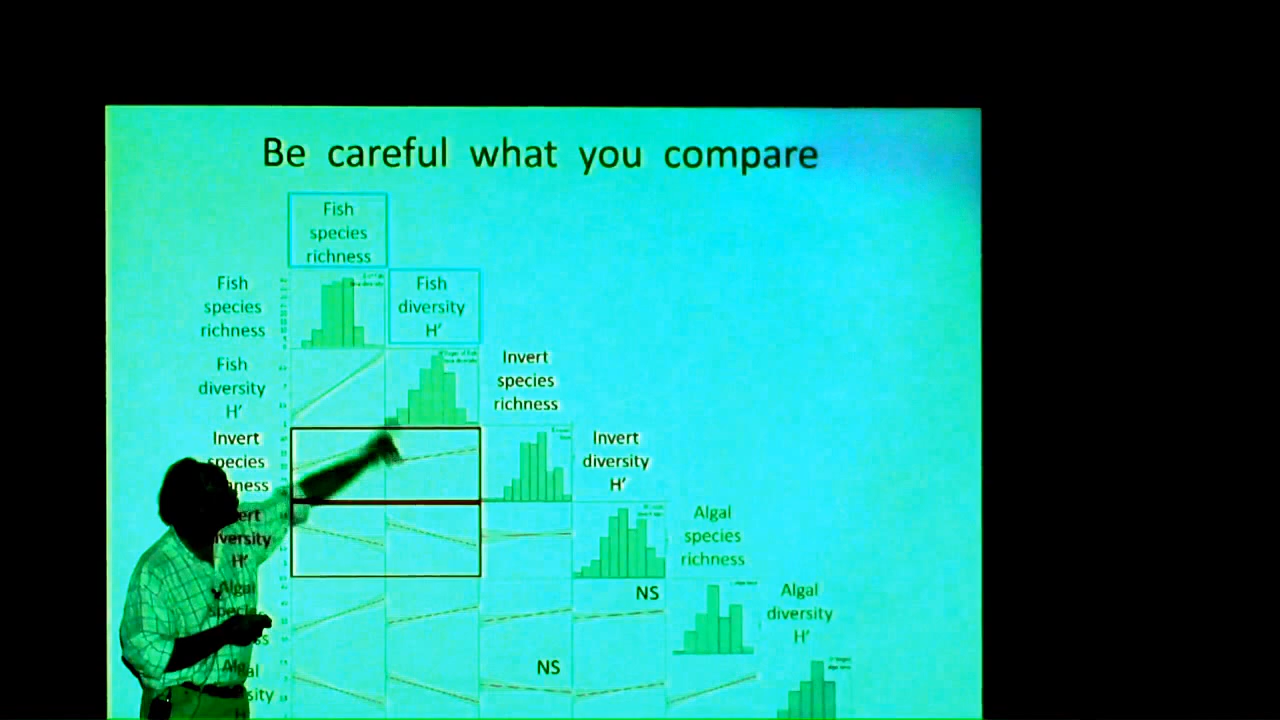 Be careful what you compare
Fish
species
richness
Fish
species
richness
Fish
diversity
H'
Fish
diversity
H'
Invert
species
richness
Invert
species
Invert
diversity
H'
H'
Algal
species
richness
Algal
NS
Algal
diversity
H'
NS